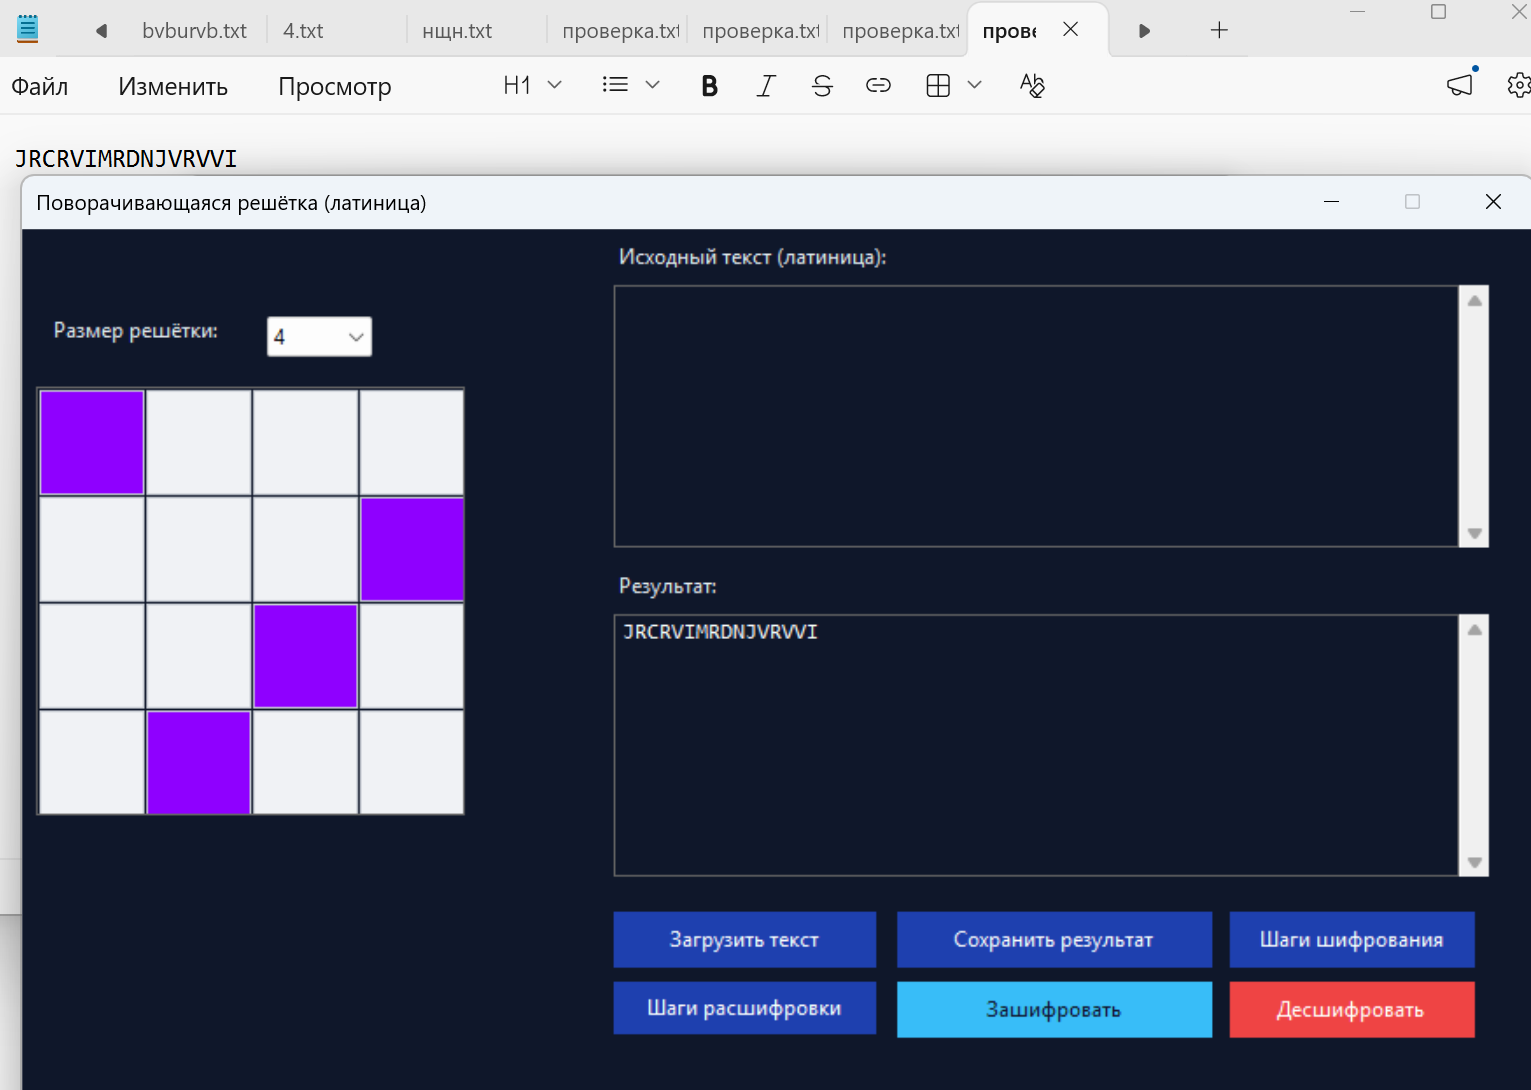 bvburvb.txt 4.txt нщн.txt проверка.txt проверка.txt проверка.txt прове
Файл Изменить Просмотр H1 B I S
JRCRVIMRDNJVRVVI
Поворачивающаяся решётка (латиница)
Исходный текст (латиница):
Размер решётки: 4
Результат:
JRCRVIMRDNJVRVVI
Загрузить текст Сохранить результат Шаги шифрования
Шаги расшифровки Зашифровать Десшифровать